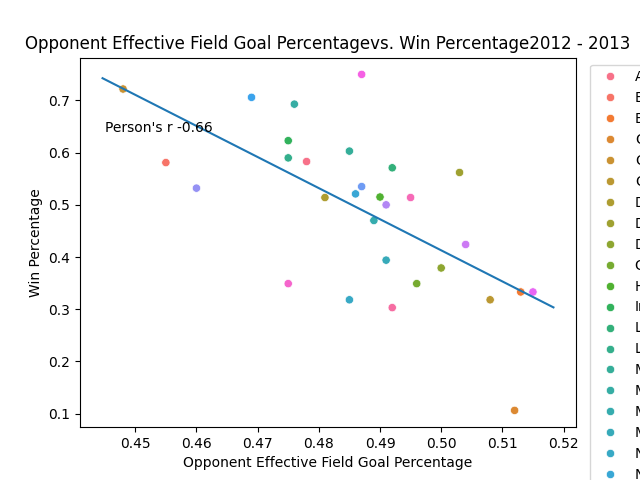 Opponent Effective Field Goal Percentagevs. Win Percentage2012 - 2013
Person's r -0.66
Win Percentage
0.7
0.6
0.5
0.4
0.3
0.2
0.1
0.45 0.46 0.47 0.48 0.49 0.50 0.51 0.52
Opponent Effective Field Goal Percentage